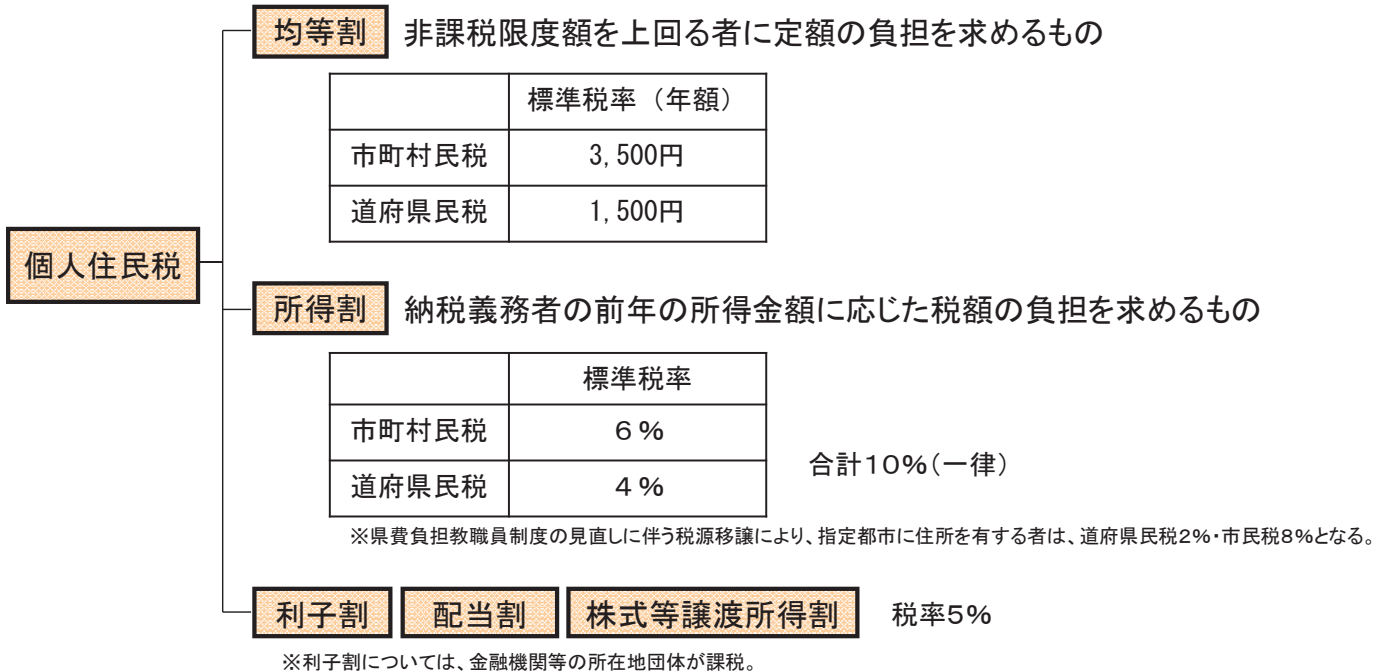 均等割 非課税限度額を上回る者に定額の負担を求めるもの
標準税率 （年額）
市町村民税 3,500円
道府県民税 1,500円
個人住民税
所得割 納税義務者の前年の所得金額に応じた税額の負担を求めるもの
標準税率
市町村民税 6%
合計10%(一律)
道府県民税 4%
※県費負担教職員制度の見直しに伴う税源移譲により、指定都市に住所を有する者は、道府県民税2%・市民税8%となる。
利子割 配当割 株式等譲渡所得割 税率5%
※利子割については、金融機関等の所在地団体が課税。